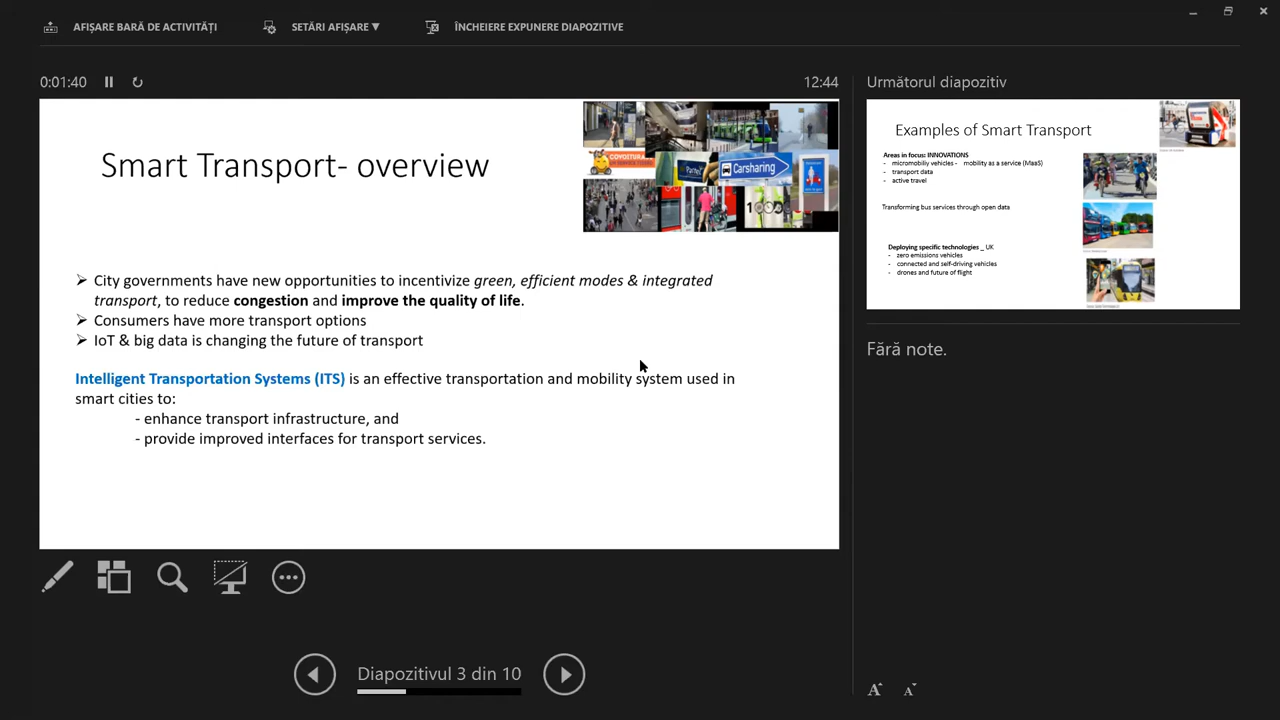 AFIȘARE BARĂ DE ACTIVITĂȚI
SETĂRI AFIȘARE ▼
ÎNCHEIERE EXPUNERE DIAPOZITIVE
0:01:40
12:44
Smart Transport- overview
COVOITURAGE
Carsharing
➢ City governments have new opportunities to incentivize green, efficient modes & integrated
transport, to reduce congestion and improve the quality of life.
➢ Consumers have more transport options
➢ IoT & big data is changing the future of transport
Intelligent Transportation Systems (ITS) is an effective transportation and mobility system used in
smart cities to:
- enhance transport infrastructure, and
- provide improved interfaces for transport services.
Diapozitivul 3 din 10
Următorul diapozitiv
Examples of Smart Transport
Areas in focus: INNOVATIONS
- micromobiliy vehicles - mobility as a service (MaaS)
- transport data
- active travel
Transforming bus services through open data
Deploying specific technologies _ UK
- zero emissions vehicles
- connected and self-driving vehicles
- drones and future of flight
Fără note.
A A